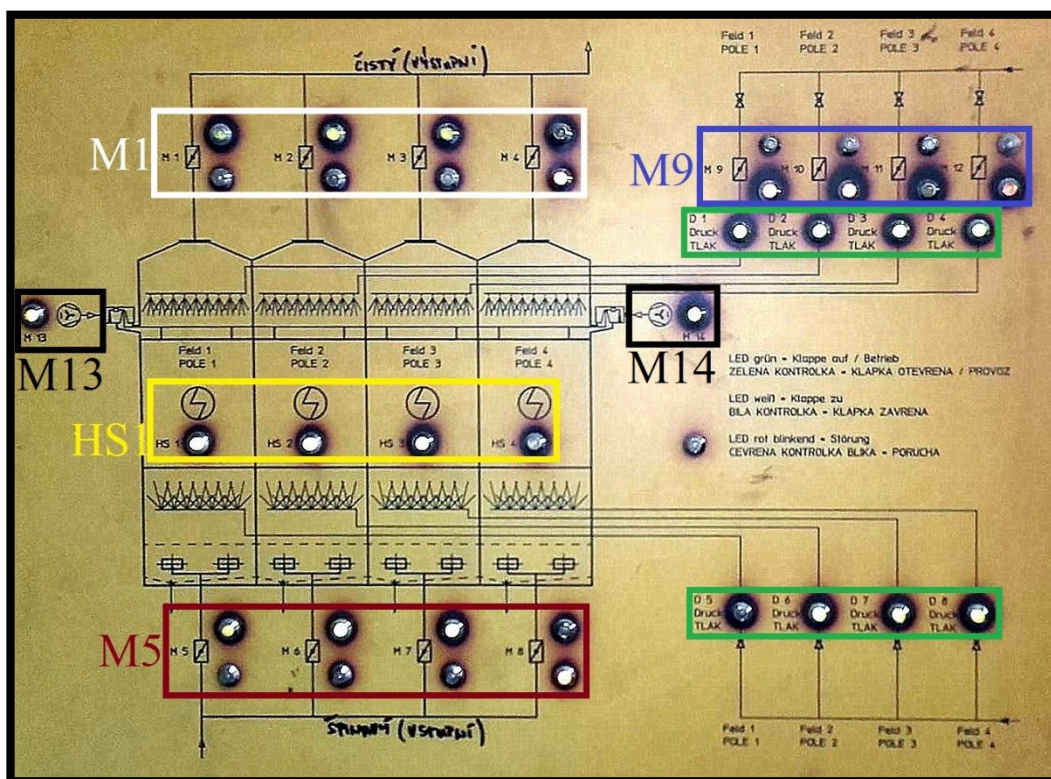 Feld 1
POLE 1
Feld 2
POLE 2
Feld 3
POLE 3
Feld 4
POLE 4
ČISTÝ (VÝSTUPNÍ)
M1
M 1
M 2
M 3
M 4
M9
M 9
M 10
M 11
M 12
D 1
Druck
TLAK
D 2
Druck
TLAK
D 3
Druck
TLAK
D 4
Druck
TLAK
M 13
M13
M 14
M14
Feld 1
POLE 1
Feld 2
POLE 2
Feld 3
POLE 3
Feld 4
POLE 4
LED grün - Klappe auf / Betrieb
ZELENA KONTROLKA - KLAPKA OTEVRENA / PROVOZ
LED weiß - Klappe zu
BILA KONTROLKA - KLAPKA ZAVRENA
LED rot blinkend - Störung
CEVRENA KONTROLKA BLIKA - PORUCHA
HS1
HS 1
HS 2
HS 3
HS 4
D 5
Druck
TLAK
D 6
Druck
TLAK
D 7
Druck
TLAK
D 8
Druck
TLAK
M5
M 5
M 6
M 7
M 8
ŠPINAVÝ (VSTUPNÍ)
Feld 1
POLE 1
Feld 2
POLE 2
Feld 3
POLE 3
Feld 4
POLE 4